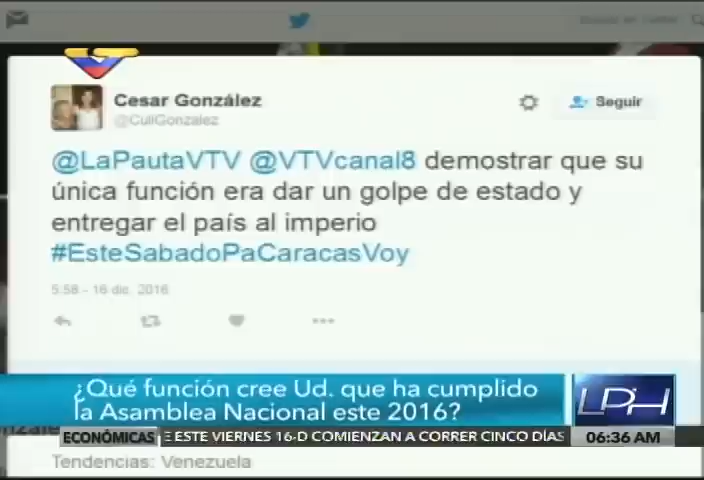 Cesar González
@CuliGonzalez
Seguir
@LaPautaVTV @VTVcanal8 demostrar que su
única función era dar un golpe de estado y
entregar el país al imperio
#EsteSabadoPaCaracasVoy
5:58 - 16 dic. 2016
¿Qué función cree Ud. que ha cumplido
la Asamblea Nacional este 2016?
LPH
ECONÓMICAS E ESTE VIERNES 16-D COMIENZAN A CORRER CINCO DÍAS 06:36 AM
Tendencias: Venezuela